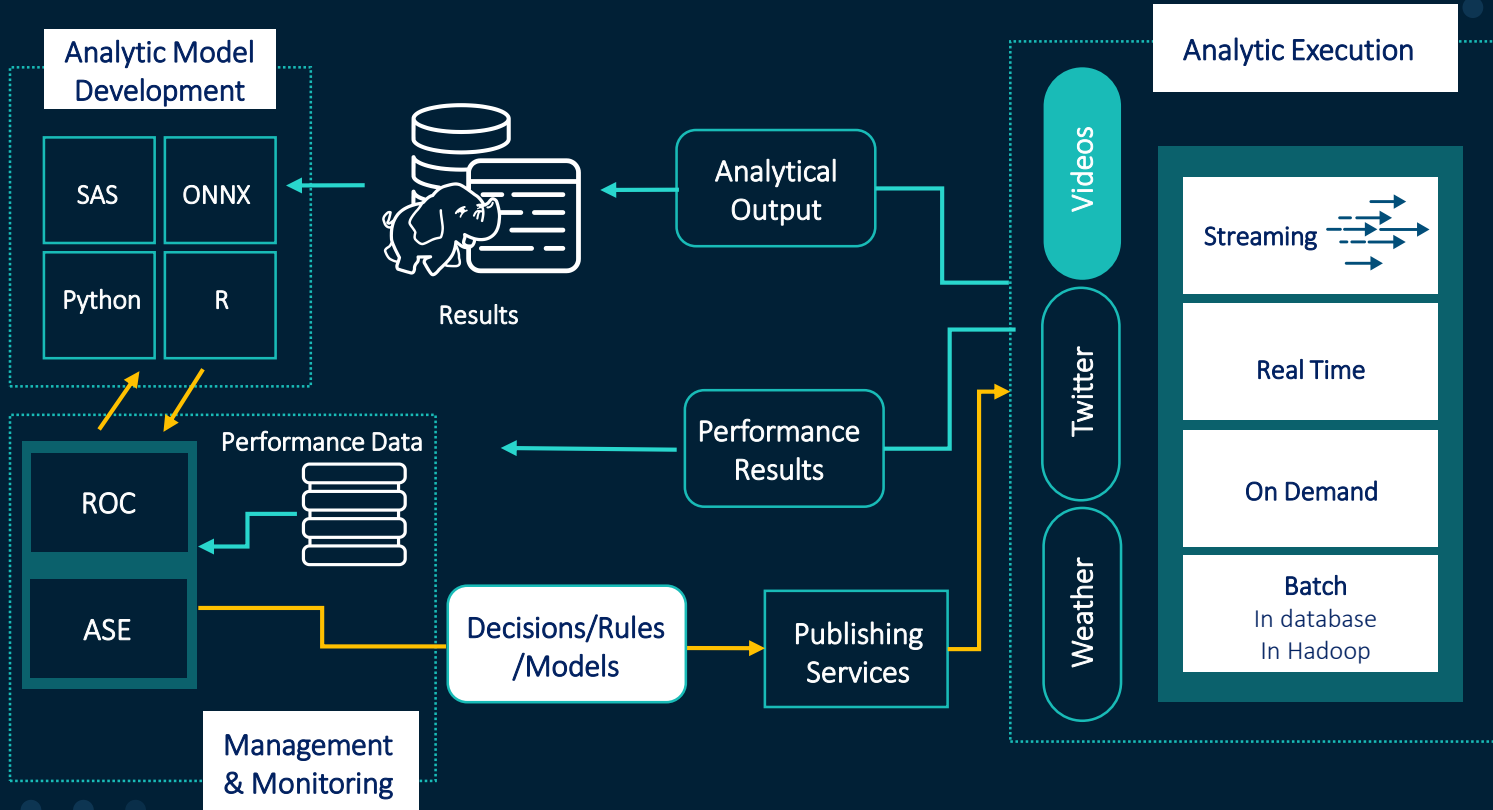 Analytic Model
Development
SAS
ONNX
Python
R
Results
Analytical
Output
Analytic Execution
Videos
Twitter
Weather
Streaming
Real Time
On Demand
Batch
In database
In Hadoop
Performance
Results
Performance Data
ROC
ASE
Decisions/Rules
/Models
Publishing
Services
Management
& Monitoring